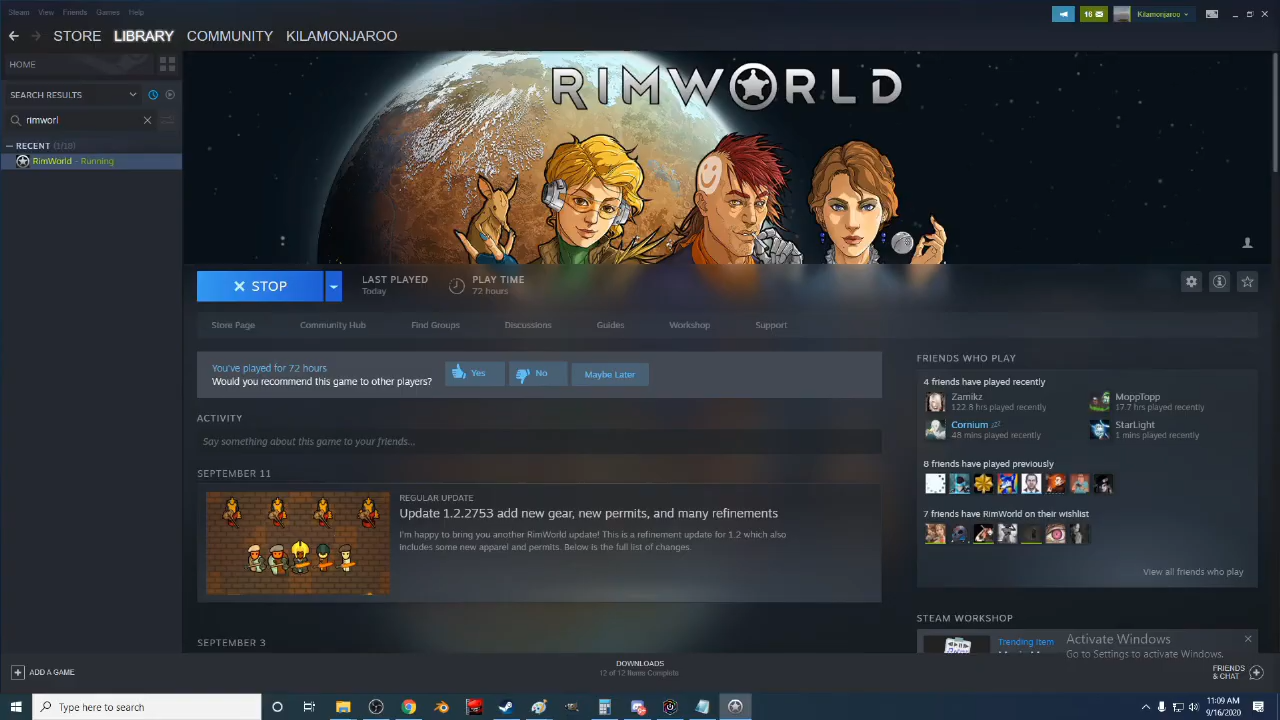 Steam View Friends Games Help
16 Kilamonjaroo
STORE LIBRARY COMMUNITY KILAMONJAROO
HOME
SEARCH RESULTS
rimworl
RECENT (1/18)
RimWorld - Running
RIMWORLD
STOP
LAST PLAYED
Today
PLAY TIME
72 hours
Store Page Community Hub Find Groups Discussions Guides Workshop Support
You've played for 72 hours
Would you recommend this game to other players?
Yes No Maybe Later
ACTIVITY
Say something about this game to your friends...
SEPTEMBER 11
REGULAR UPDATE
Update 1.2.2753 add new gear, new permits, and many refinements
I'm happy to bring you another RimWorld update! This is a refinement update for 1.2 which also
includes some new apparel and permits. Below is the full list of changes.
SEPTEMBER 3
FRIENDS WHO PLAY
4 friends have played recently
Zamikz
122.8 hrs played recently
MoppTopp
17.7 hrs played recently
Cornium
48 mins played recently
StarLight
1 mins played recently
8 friends have played previously
7 friends have RimWorld on their wishlist
View all friends who play
STEAM WORKSHOP
Trending Item
Activate Windows
Go to Settings to activate Windows.
ADD A GAME
DOWNLOADS
12 of 12 Items Complete
FRIENDS
& CHAT
Type here to search
11:09 AM
9/16/2020